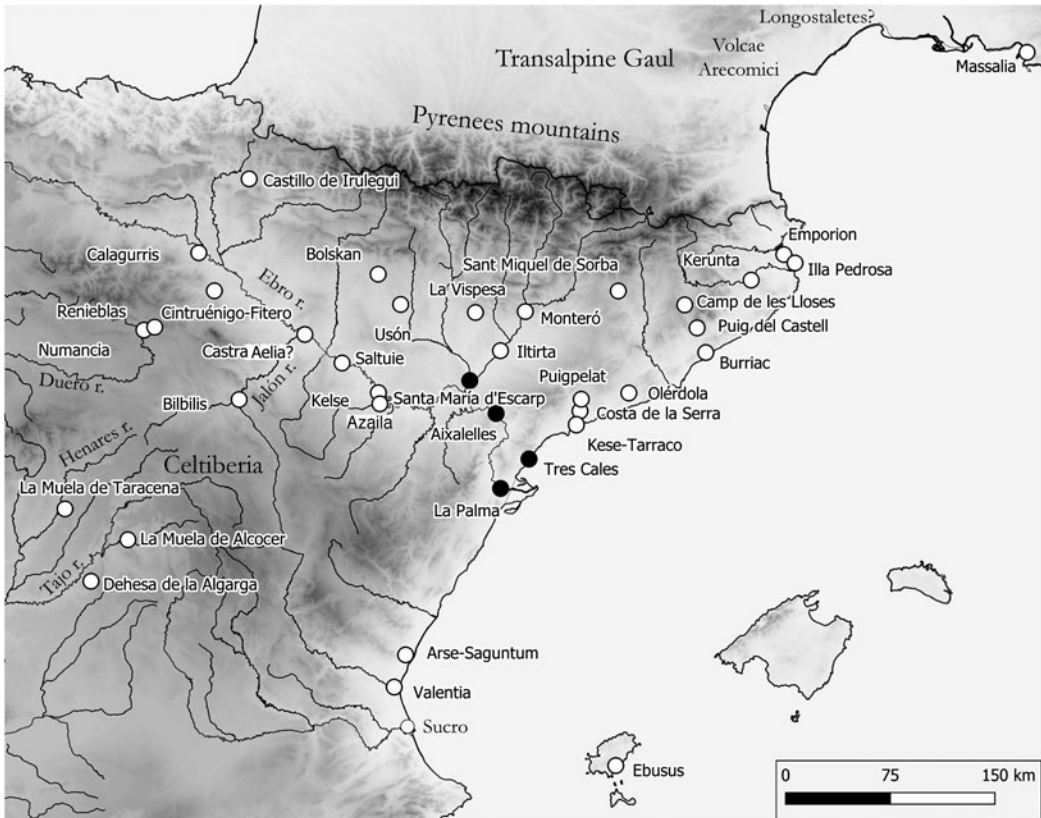 Longostaletes?
Transalpine Gaul
Volcae
Arecomici
Massalia
Pyrenees mountains
Castillo de Irulegui
Emporion
Calagurris
Bolskan
Sant Miquel de Sorba
Kerunta
Illa Pedrosa
Ebro r.
La Vispesa
Camp de les Lloses
Renieblas
Cintruénigo-Fitero
Usón
Monteró
Puig del Castell
Numancia
Castra Aelia?
Saltuie
Iltirta
Burriac
Duero r.
Jalón r.
Puigpelat
Olérdola
Bilbilis
Kelse
Santa María d'Escarp
Costa de la Serra
Azaila
Aixalelles
Kese-Tarraco
Henares r.
Celtiberia
Tres Cales
La Muela de Taracena
La Palma
La Muela de Alcocer
Tajo r.
Dehesa de la Algarga
Arse-Saguntum
Valentia
Sucro
Ebusus
0 75 150 km